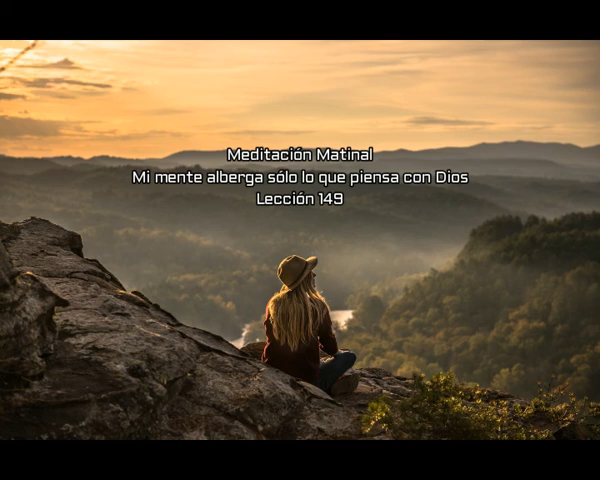 Meditación Matinal
Mi mente alberga sólo lo que piensa con Dios
Lección 149